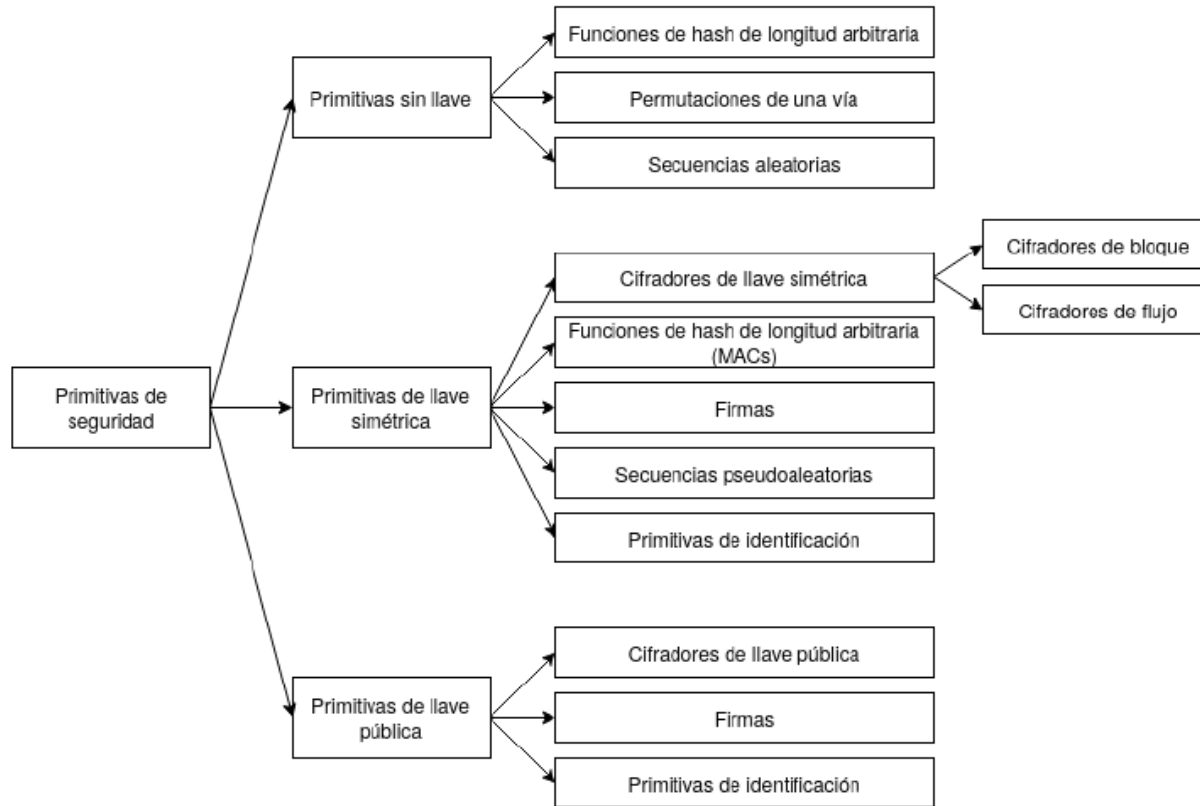 Funciones de hash de longitud arbitraria
Primitivas sin llave
Permutaciones de una vía
Secuencias aleatorias
Cifradores de bloque
Cifradores de llave simétrica
Cifradores de flujo
Funciones de hash de longitud arbitraria
(MACs)
Primitivas de
seguridad
Primitivas de llave
simétrica
Firmas
Secuencias pseudoaleatorias
Primitivas de identificación
Cifradores de llave pública
Primitivas de llave
pública
Firmas
Primitivas de identificación